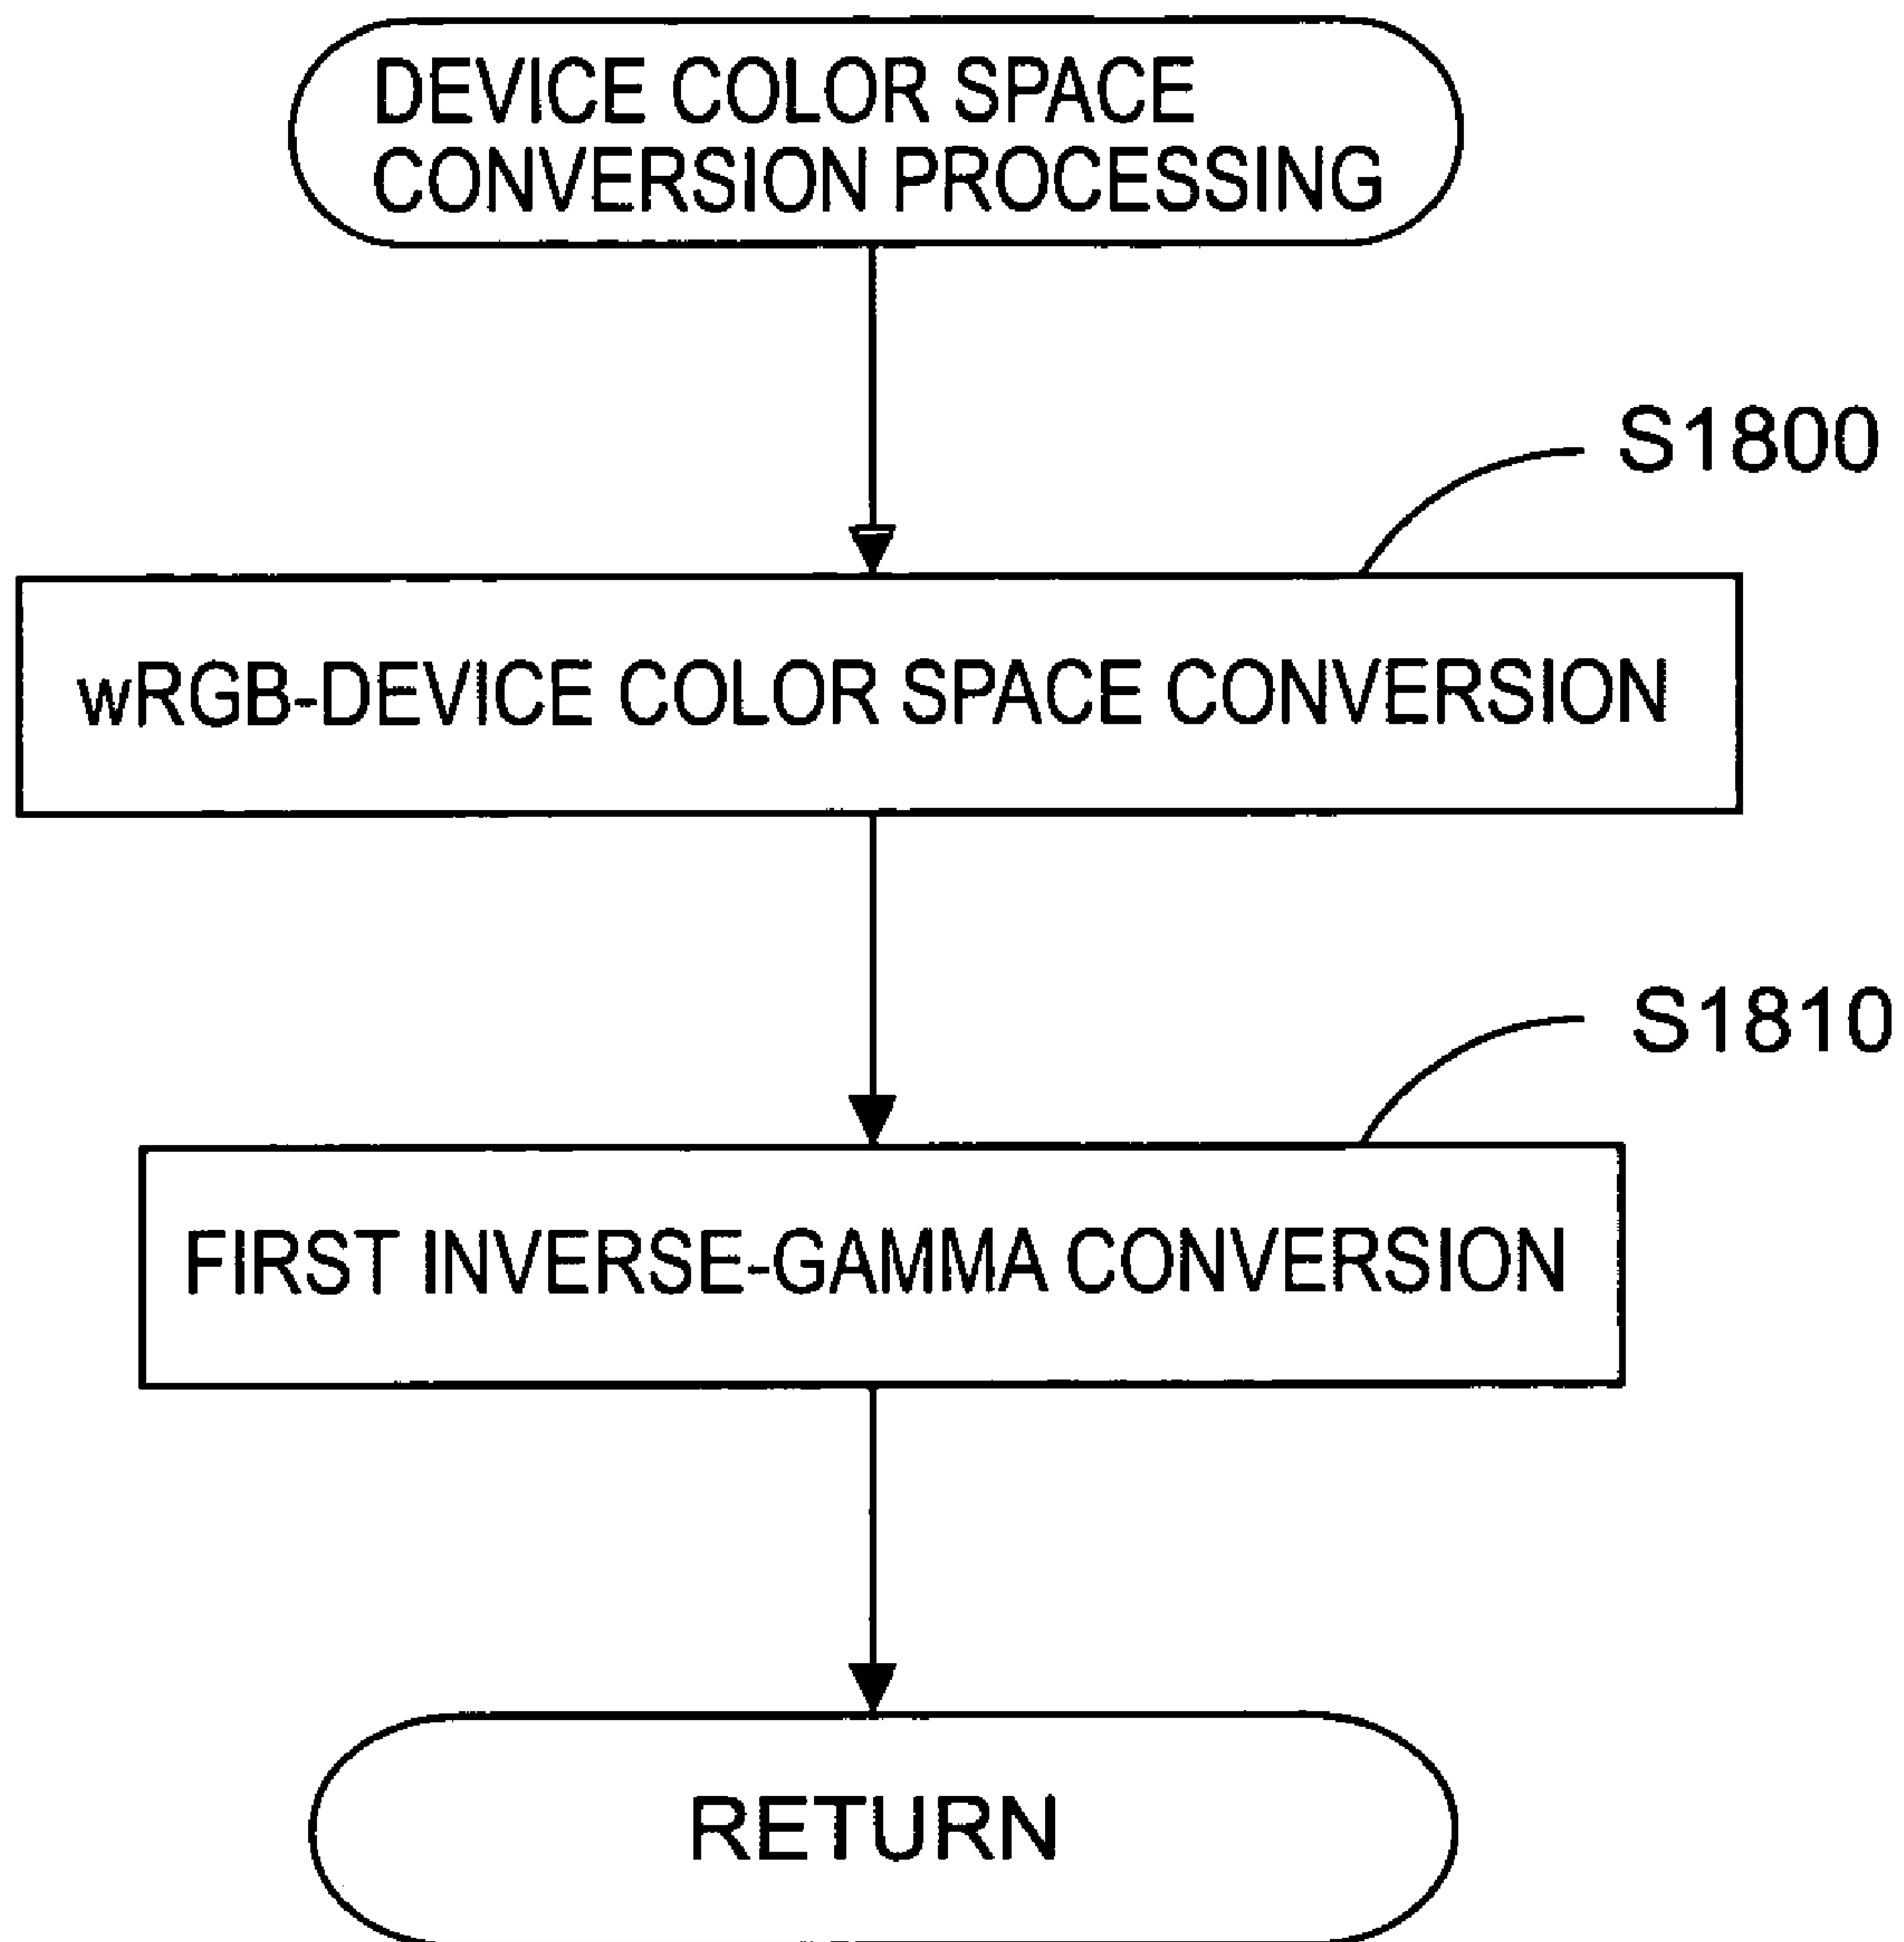 DEVICE COLOR SPACE
CONVERSION PROCESSING
S1800
wRGB-DEVICE COLOR SPACE CONVERSION
S1810
FIRST INVERSE-GAMMA CONVERSION
RETURN